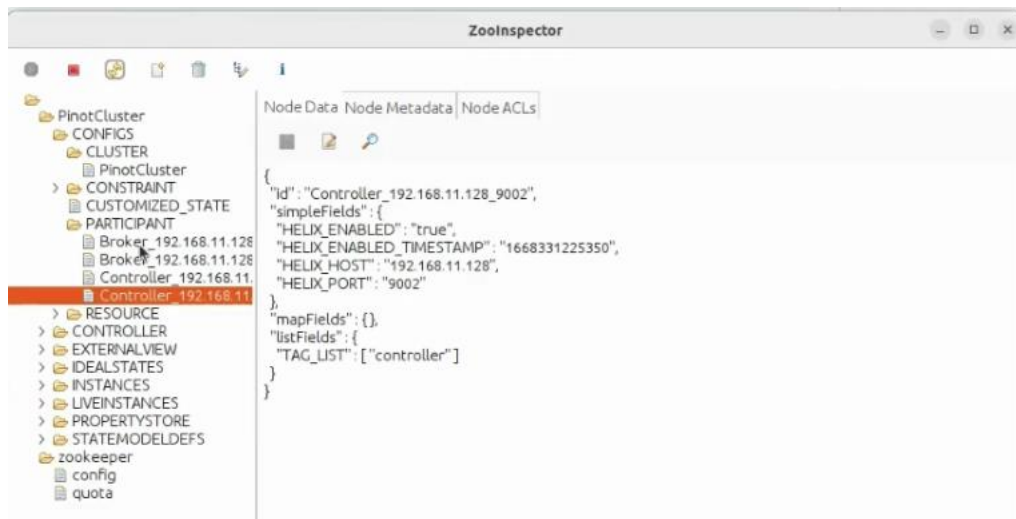 ZooInspector
PinotCluster
CONFIGS
CLUSTER
PinotCluster
CONSTRAINT
CUSTOMIZED_STATE
PARTICIPANT
Broker_192.168.11.128
Broker_192.168.11.128
Controller_192.168.11.
Controller_192.168.11
RESOURCE
CONTROLLER
EXTERNALVIEW
IDEALSTATES
INSTANCES
LIVEINSTANCES
PROPERTYSTORE
STATEMODELDEFS
zookeeper
config
quota
Node Data Node Metadata Node ACLs
{
"id" : "Controller_192.168.11.128_9002",
"simpleFields" : {
"HELIX_ENABLED" : "true",
"HELIX_ENABLED_TIMESTAMP" : "1668331225350",
"HELIX_HOST" : "192.168.11.128",
"HELIX_PORT" : "9002"
},
"mapFields" : {},
"listFields" : {
"TAG_LIST" : [ "controller" ]
}
}